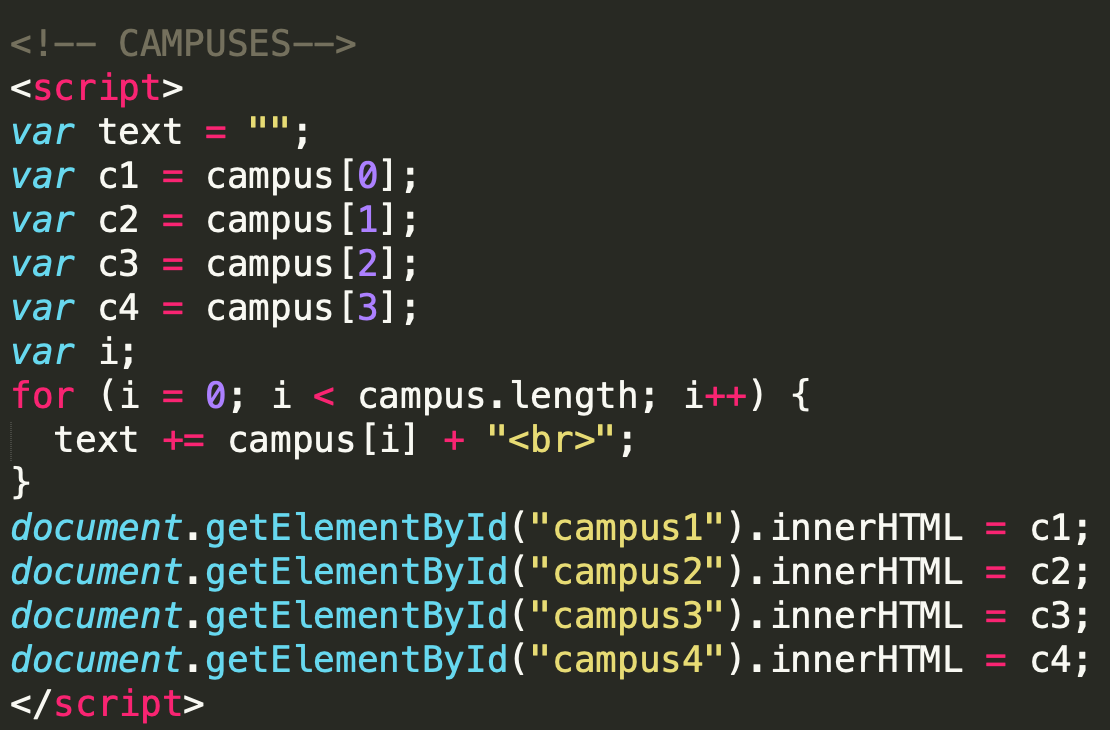 <!-- CAMPUSES-->
<script>
var text = "";
var c1 = campus[0];
var c2 = campus[1];
var c3 = campus[2];
var c4 = campus[3];
var i;
for (i = 0; i < campus.length; i++) {
  text += campus[i] + "<br>";
}
document.getElementById("campus1").innerHTML = c1;
document.getElementById("campus2").innerHTML = c2;
document.getElementById("campus3").innerHTML = c3;
document.getElementById("campus4").innerHTML = c4;
</script>